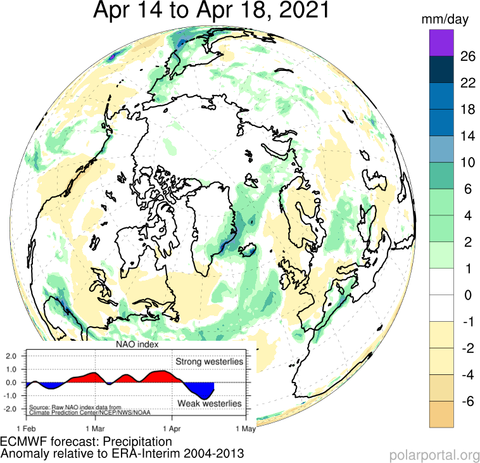 Apr 14 to Apr 18, 2021
mm/day
26
22
18
14
10
6
4
2
1
0
-1
-2
-4
-6
NAO index
2.0
1.0
0.0
-1.0
-2.0
Strong westerlies
Weak westerlies
Source: Raw NAO index data from
Climate Prediction Center/NCEP/NWS/NOAA
1 Feb 1 Mar 1 Apr 1 May
ECMWF forecast: Precipitation
Anomaly relative to ERA-Interim 2004-2013
polarportal.org